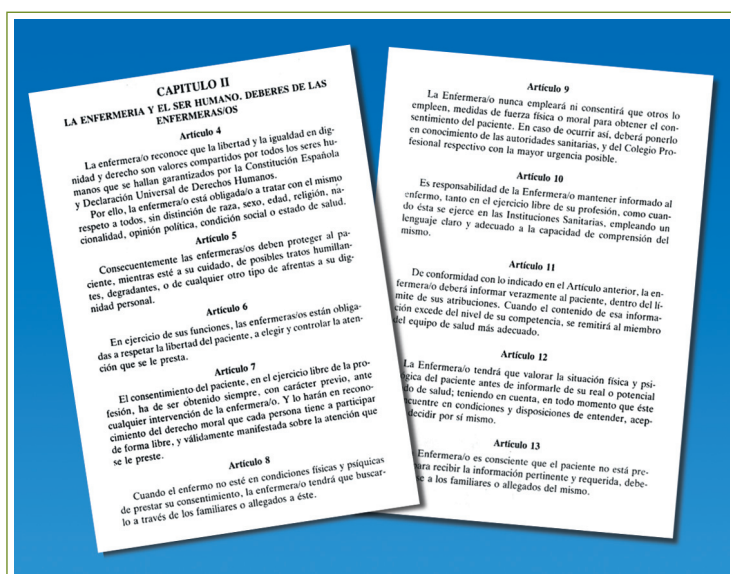 CAPITULO II
LA ENFERMERIA Y EL SER HUMANO. DEBERES DE LAS
ENFERMERAS/OS
Artículo 4
La enfermera/o reconoce que la libertad y la igualdad en dig-
nidad y derecho son valores compartidos por todos los seres hu-
manos que se hallan garantizados por la Constitución Española
y Declaración Universal de Derechos Humanos.
Por ello, la enfermera/o está obligada/o a tratar con el mismo
respeto a todos, sin distinción de raza, sexo, edad, religión, na-
cionalidad, opinión política, condición social o estado de salud.
Artículo 5
Consecuentemente las enfermeras/os deben proteger al pa-
ciente, mientras esté a su cuidado, de posibles tratos humillan-
tes, degradantes, o de cualquier otro tipo de afrentas a su dig-
nidad personal.
Artículo 6
En ejercicio de sus funciones, las enfermeras/os están obliga-
das a respetar la libertad del paciente, a elegir y controlar la aten-
ción que se le presta.
Artículo 7
El consentimiento del paciente, en el ejercicio libre de la pro-
fesión, ha de ser obtenido siempre, con carácter previo, ante
cualquier intervención de la enfermera/o. Y lo harán en recono-
cimiento del derecho moral que cada persona tiene a participar
de forma libre, y válidamente manifestada sobre la atención que
se le preste.
Artículo 8
Cuando el enfermo no esté en condiciones físicas y psíquicas
de prestar su consentimiento, la enfermera/o tendrá que buscar-
lo a través de los familiares o allegados a éste.
Artículo 9
La Enfermera/o nunca empleará ni consentirá que otros lo
empleen, medidas de fuerza física o moral para obtener el con-
sentimiento del paciente. En caso de ocurrir así, deberá ponerlo
en conocimiento de las autoridades sanitarias, y del Colegio Pro-
fesional respectivo con la mayor urgencia posible.
Artículo 10
Es responsabilidad de la Enfermera/o mantener informado al
enfermo, tanto en el ejercicio libre de su profesión, como cuan-
do ésta se ejerce en las Instituciones Sanitarias, empleando un
lenguaje claro y adecuado a la capacidad de comprensión del
mismo.
Artículo 11
De conformidad con lo indicado en el Artículo anterior, la en-
fermera/o deberá informar verazmente al paciente, dentro del lí-
mite de sus atribuciones. Cuando el contenido de esa informa-
ción excede del nivel de su competencia, se remitirá al miembro
del equipo de salud más adecuado.
Artículo 12
La Enfermera/o tendrá que valorar la situación física y psi-
ógica del paciente antes de informarle de su real o potencial
do de salud; teniendo en cuenta, en todo momento que éste
cuentre en condiciones y disposiciones de entender, acep-
decidir por sí mismo.
Artículo 13
Enfermera/o es consciente que el paciente no está pre-
para recibir la información pertinente y requerida, debe-
se a los familiares o allegados del mismo.